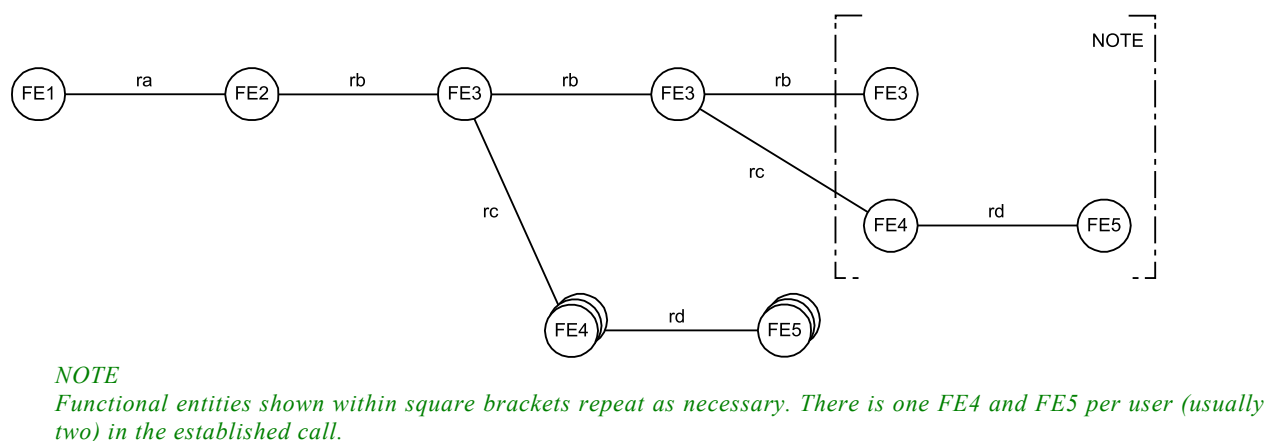 NOTE
FE1 ra FE2 rb FE3 rb FE3 rb FE3
rc
rc FE4 rd FE5
FE4 rd FE5
NOTE
Functional entities shown within square brackets repeat as necessary. There is one FE4 and FE5 per user (usually
two) in the established call.